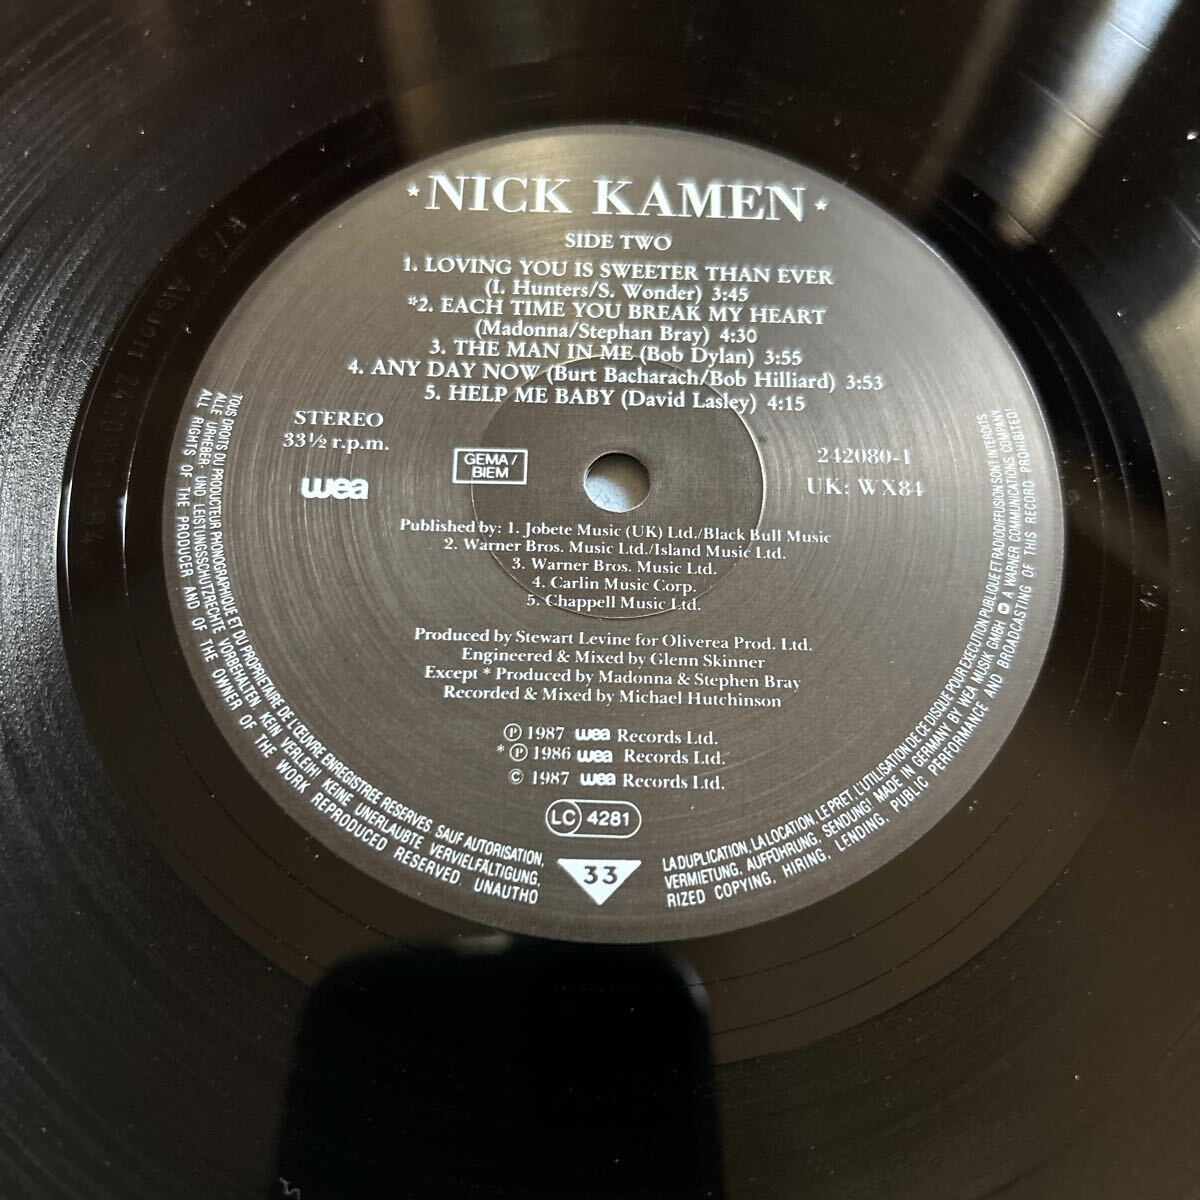 * NICK KAMEN *
SIDE TWO
1. LOVING YOU IS SWEETER THAN EVER
(I. Hunters/S. Wonder) 3:45
*2. EACH TIME YOU BREAK MY HEART
(Madonna/Stephan Bray) 4:30
3. THE MAN IN ME (Bob Dylan) 3:55
4. ANY DAY NOW (Burt Bacharach/Bob Hilliard) 3:53
5. HELP ME BABY (David Lasley) 4:15
STEREO
33 1/2 r.p.m.
wea
GEMA/
BIEM
242080-1
UK: WX84
Published by: 1. Jobete Music (UK) Ltd./Black Bull Music
2. Warner Bros. Music Ltd./Island Music Ltd.
3. Warner Bros. Music Ltd.
4. Carlin Music Corp.
5. Chappell Music Ltd.
Produced by Stewart Levine for Oliverea Prod. Ltd.
Engineered & Mixed by Glenn Skinner
Except * Produced by Madonna & Stephen Bray
Recorded & Mixed by Michael Hutchinson
℗ 1987 wea Records Ltd.
* ℗ 1986 wea Records Ltd.
© 1987 wea Records Ltd.
LC 4281
33
TOUS DROITS DU PRODUCTEUR PHONOGRAPHIQUE ET DU PROPRIETAIRE DE L'ŒUVRE ENREGISTREE RESERVES. SAUF AUTORISATION, LA DUPLICATION, LA LOCATION, LE PRET, L'UTILISATION DE CE DISQUE POUR EXECUTION PUBLIQUE ET RADIODIFFUSION SONT INTERDITS
ALLE URHEBER- UND LEISTUNGSSCHUTZRECHTE VORBEHALTEN. KEIN VERLEIH! KEINE UNERLAUBTE VERVIELFÄLTIGUNG, VERMIETUNG, AUFFÜHRUNG, SENDUNG! MADE IN GERMANY BY WEA MUSIK GMBH A WARNER COMMUNICATIONS COMPANY
ALL RIGHTS OF THE PRODUCER AND OF THE OWNER OF THE WORK REPRODUCED RESERVED. UNAUTHORIZED COPYING, HIRING, LENDING, PUBLIC PERFORMANCE AND BROADCASTING OF THIS RECORD PROHIBITED!